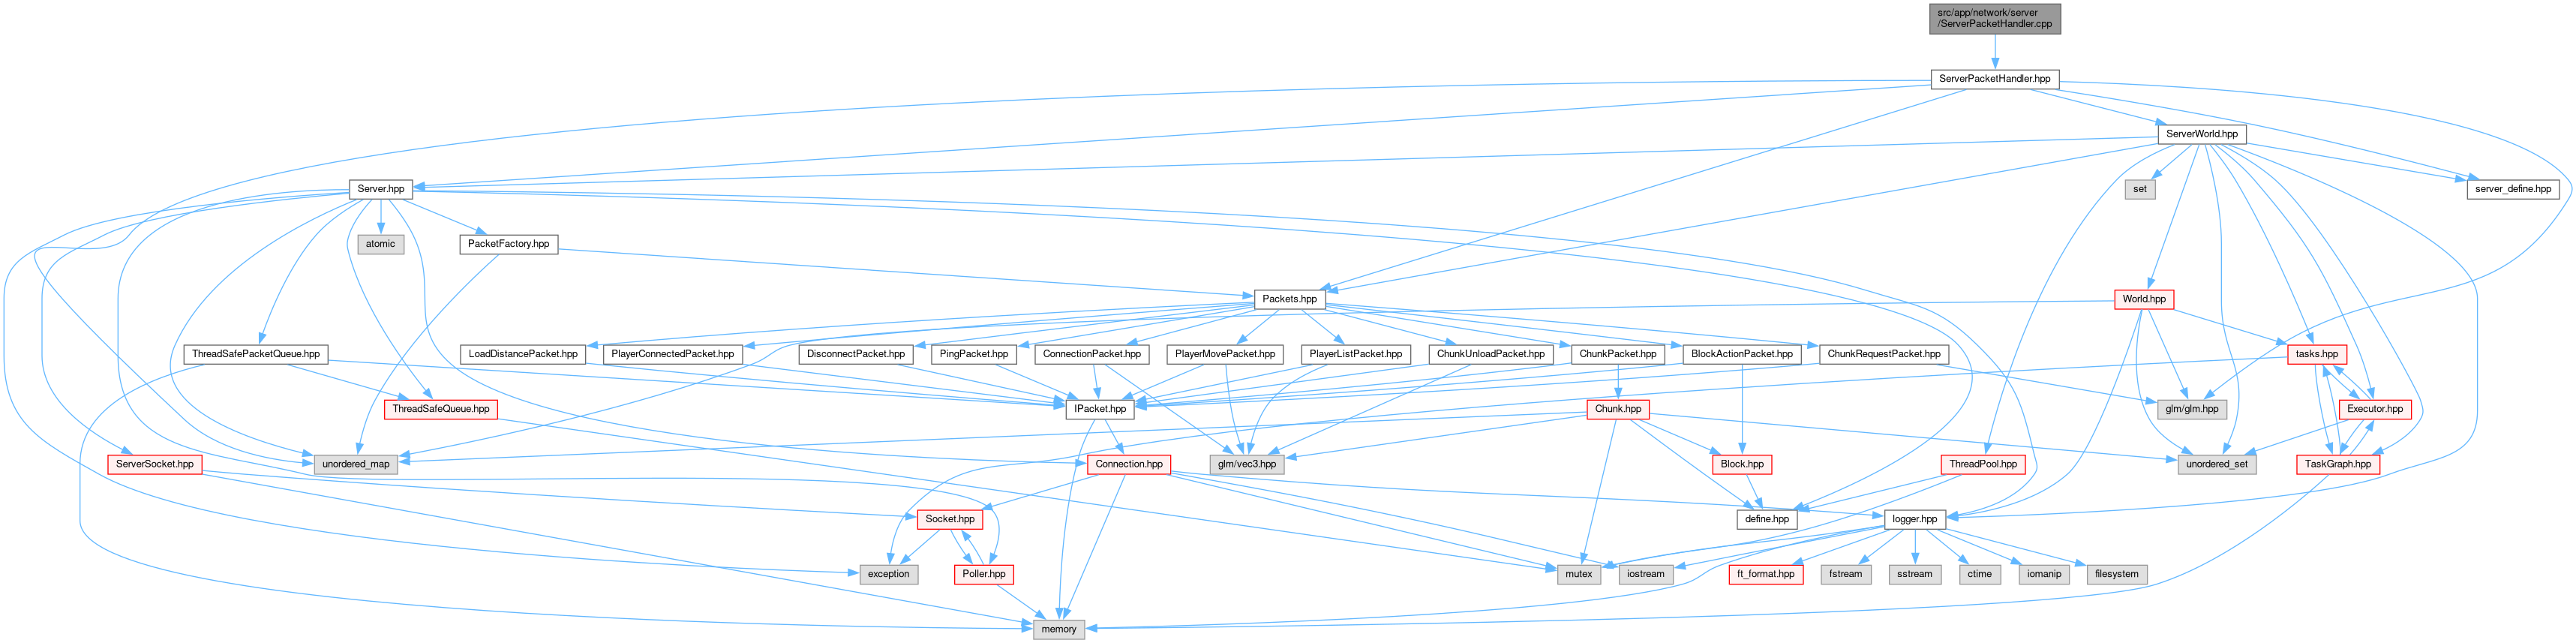 src/app/network/server
/ServerPacketHandler.cpp
ServerPacketHandler.hpp
ServerWorld.hpp
Server.hpp
set
server_define.hpp
atomic
PacketFactory.hpp
Packets.hpp
World.hpp
ThreadSafePacketQueue.hpp
LoadDistancePacket.hpp
PlayerConnectedPacket.hpp
DisconnectPacket.hpp
PingPacket.hpp
ConnectionPacket.hpp
PlayerMovePacket.hpp
PlayerListPacket.hpp
ChunkUnloadPacket.hpp
ChunkPacket.hpp
BlockActionPacket.hpp
ChunkRequestPacket.hpp
tasks.hpp
ThreadSafeQueue.hpp
IPacket.hpp
Chunk.hpp
glm/glm.hpp
Executor.hpp
ServerSocket.hpp
unordered_map
Connection.hpp
glm/vec3.hpp
Block.hpp
ThreadPool.hpp
unordered_set
TaskGraph.hpp
Socket.hpp
define.hpp
logger.hpp
exception
Poller.hpp
mutex
iostream
ft_format.hpp
fstream
sstream
ctime
iomanip
filesystem
memory